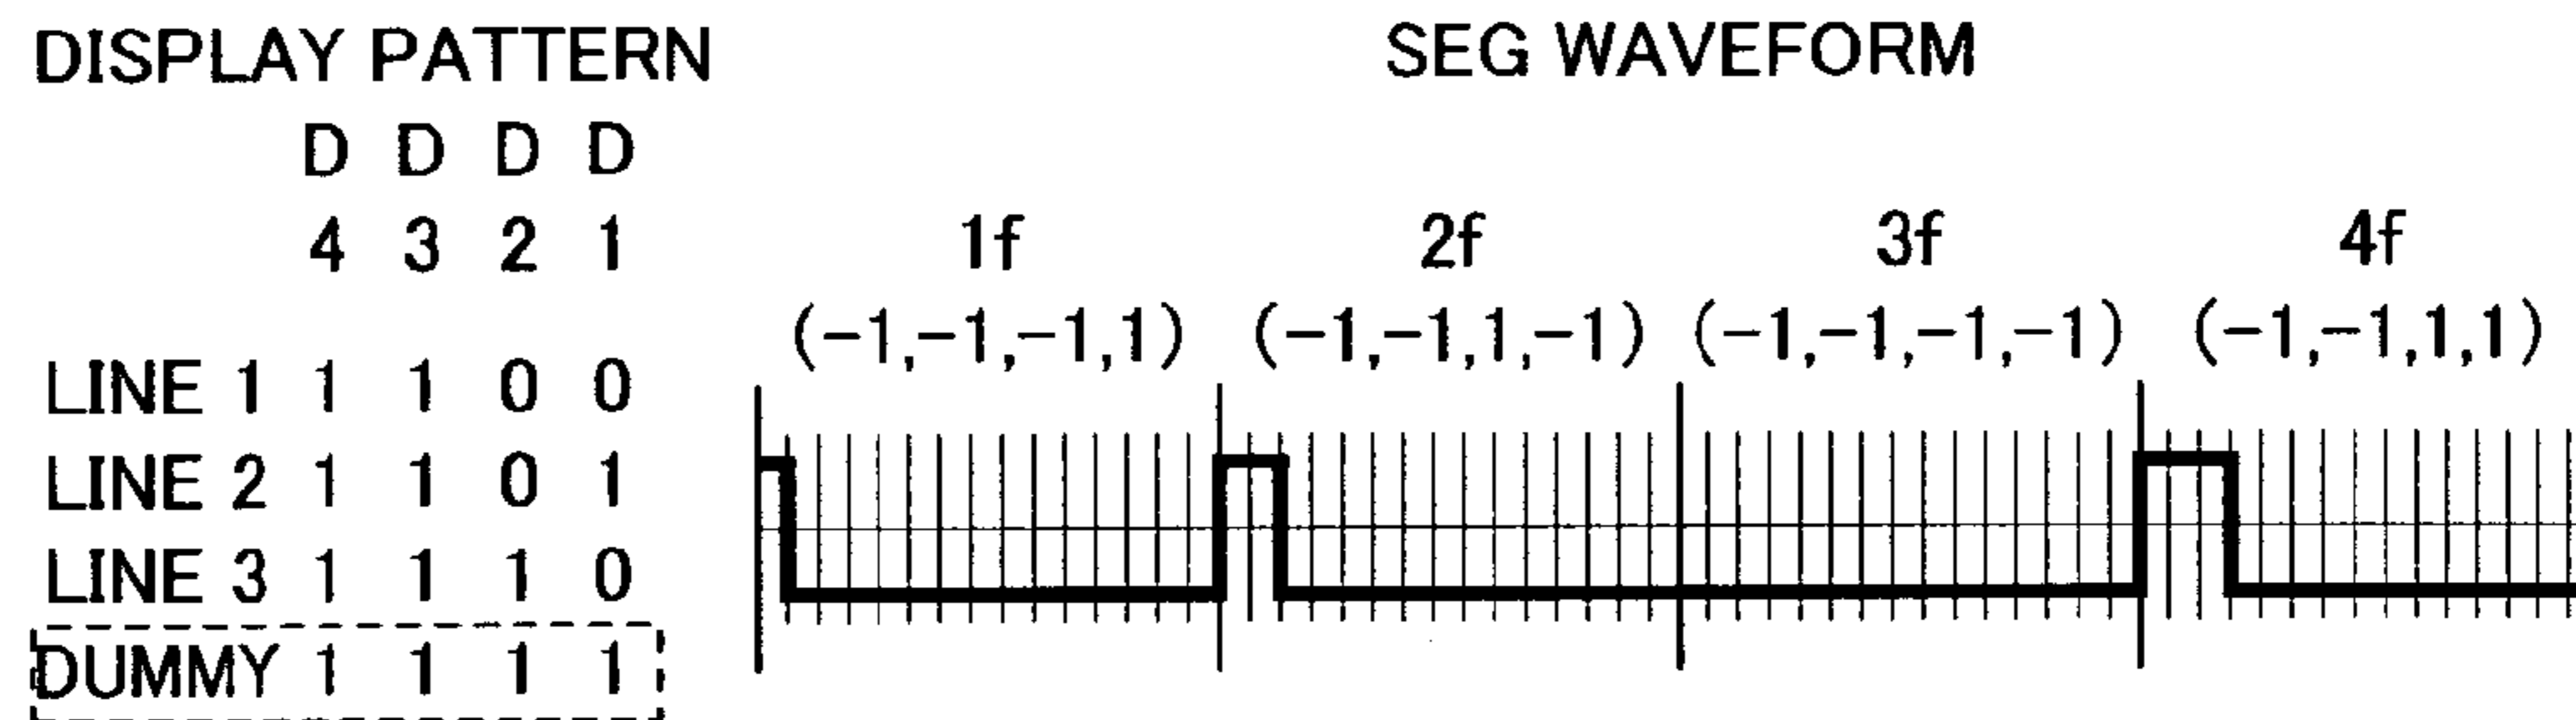 DISPLAY PATTERN
SEG WAVEFORM
D D D D
4 3 2 1
1f 2f 3f 4f
(-1,-1,-1,1) (-1,-1,1,-1) (-1,-1,-1,-1) (-1,-1,1,1)
LINE 1 1 1 0 0
LINE 2 1 1 0 1
LINE 3 1 1 1 0
DUMMY 1 1 1 1